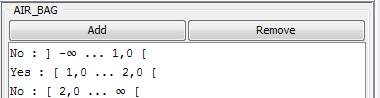 AIR_BAG
Add Remove
No : ] -∞ ... 1,0 [
Yes : [ 1,0 ... 2,0 [
No : [ 2,0 ... ∞ [